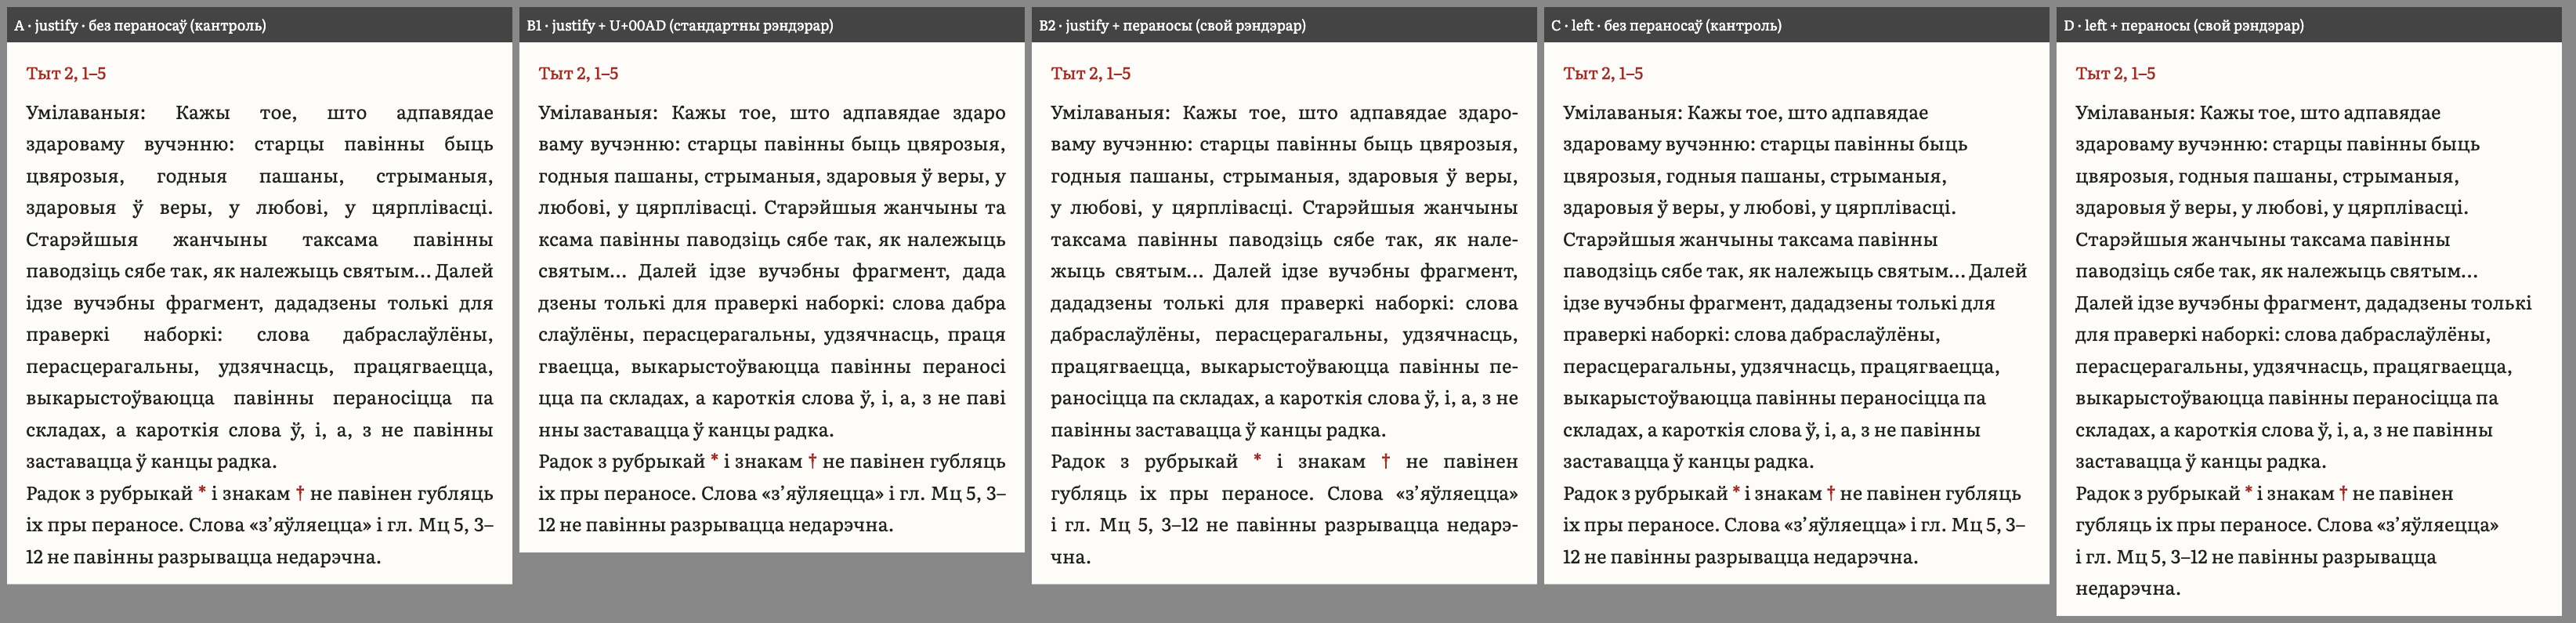 A · justify · без пераносаў (кантроль)
Тыт 2, 1–5
Умілаваныя: Кажы тое, што адпавядае
здароваму вучэнню: старцы павінны быць
цвярозыя, годныя пашаны, стрыманыя,
здаровыя ў веры, у любові, у цярплівасці.
Старэйшыя жанчыны таксама павінны
паводзіць сябе так, як належыць святым… Далей
ідзе вучэбны фрагмент, дададзены толькі для
праверкі наборкі: слова дабраслаўлёны,
перасцерагальны, удзячнасць, працягваецца,
выкарыстоўваюцца павінны пераносіцца па
складах, а кароткія слова ў, і, а, з не павінны
заставацца ў канцы радка.
Радок з рубрыкай * і знакам † не павінен губляць
іх пры пераносе. Слова «з’яўляецца» і гл. Мц 5, 3–
12 не павінны разрывацца недарэчна.
B1 · justify + U+00AD (стандартны рэндэрар)
Тыт 2, 1–5
Умілаваныя: Кажы тое, што адпавядае здаро
ваму вучэнню: старцы павінны быць цвярозыя,
годныя пашаны, стрыманыя, здаровыя ў веры, у
любові, у цярплівасці. Старэйшыя жанчыны та
ксама павінны паводзіць сябе так, як належыць
святым… Далей ідзе вучэбны фрагмент, дада
дзены толькі для праверкі наборкі: слова дабра
слаўлёны, перасцерагальны, удзячнасць, праця
гваецца, выкарыстоўваюцца павінны пераносі
цца па складах, а кароткія слова ў, і, а, з не паві
нны заставацца ў канцы радка.
Радок з рубрыкай * і знакам † не павінен губляць
іх пры пераносе. Слова «з’яўляецца» і гл. Мц 5, 3–
12 не павінны разрывацца недарэчна.
B2 · justify + пераносы (свой рэндэрар)
Тыт 2, 1–5
Умілаваныя: Кажы тое, што адпавядае здаро-
ваму вучэнню: старцы павінны быць цвярозыя,
годныя пашаны, стрыманыя, здаровыя ў веры,
у любові, у цярплівасці. Старэйшыя жанчыны
таксама павінны паводзіць сябе так, як нале-
жыць святым… Далей ідзе вучэбны фрагмент,
дададзены толькі для праверкі наборкі: слова
дабраслаўлёны, перасцерагальны, удзячнасць,
працягваецца, выкарыстоўваюцца павінны пе-
раносіцца па складах, а кароткія слова ў, і, а, з не
павінны заставацца ў канцы радка.
Радок з рубрыкай * і знакам † не павінен
губляць іх пры пераносе. Слова «з’яўляецца»
і гл. Мц 5, 3–12 не павінны разрывацца недарэ-
чна.
C · left · без пераносаў (кантроль)
Тыт 2, 1–5
Умілаваныя: Кажы тое, што адпавядае
здароваму вучэнню: старцы павінны быць
цвярозыя, годныя пашаны, стрыманыя,
здаровыя ў веры, у любові, у цярплівасці.
Старэйшыя жанчыны таксама павінны
паводзіць сябе так, як належыць святым… Далей
ідзе вучэбны фрагмент, дададзены толькі для
праверкі наборкі: слова дабраслаўлёны,
перасцерагальны, удзячнасць, працягваецца,
выкарыстоўваюцца павінны пераносіцца па
складах, а кароткія слова ў, і, а, з не павінны
заставацца ў канцы радка.
Радок з рубрыкай * і знакам † не павінен губляць
іх пры пераносе. Слова «з’яўляецца» і гл. Мц 5, 3–
12 не павінны разрывацца недарэчна.
D · left + пераносы (свой рэндэрар)
Тыт 2, 1–5
Умілаваныя: Кажы тое, што адпавядае
здароваму вучэнню: старцы павінны быць
цвярозыя, годныя пашаны, стрыманыя,
здаровыя ў веры, у любові, у цярплівасці.
Старэйшыя жанчыны таксама павінны
паводзіць сябе так, як належыць святым…
Далей ідзе вучэбны фрагмент, дададзены толькі
для праверкі наборкі: слова дабраслаўлёны,
перасцерагальны, удзячнасць, працягваецца,
выкарыстоўваюцца павінны пераносіцца па
складах, а кароткія слова ў, і, а, з не павінны
заставацца ў канцы радка.
Радок з рубрыкай * і знакам † не павінен
губляць іх пры пераносе. Слова «з’яўляецца»
і гл. Мц 5, 3–12 не павінны разрывацца
недарэчна.